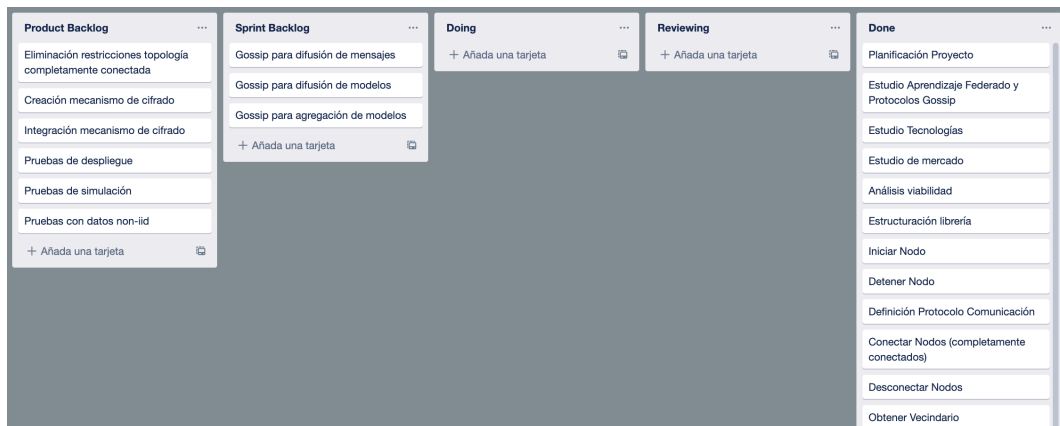 Product Backlog
Eliminación restricciones topología
completamente conectada
Creación mecanismo de cifrado
Integración mecanismo de cifrado
Pruebas de despliegue
Pruebas de simulación
Pruebas con datos non-iid
+ Añada una tarjeta
Sprint Backlog
Gossip para difusión de mensajes
Gossip para difusión de modelos
Gossip para agregación de modelos
+ Añada una tarjeta
Doing
+ Añada una tarjeta
Reviewing
+ Añada una tarjeta
Done
Planificación Proyecto
Estudio Aprendizaje Federado y
Protocolos Gossip
Estudio Tecnologías
Estudio de mercado
Análisis viabilidad
Estructuración librería
Iniciar Nodo
Detener Nodo
Definición Protocolo Comunicación
Conectar Nodos (completamente
conectados)
Desconectar Nodos
Obtener Vecindario